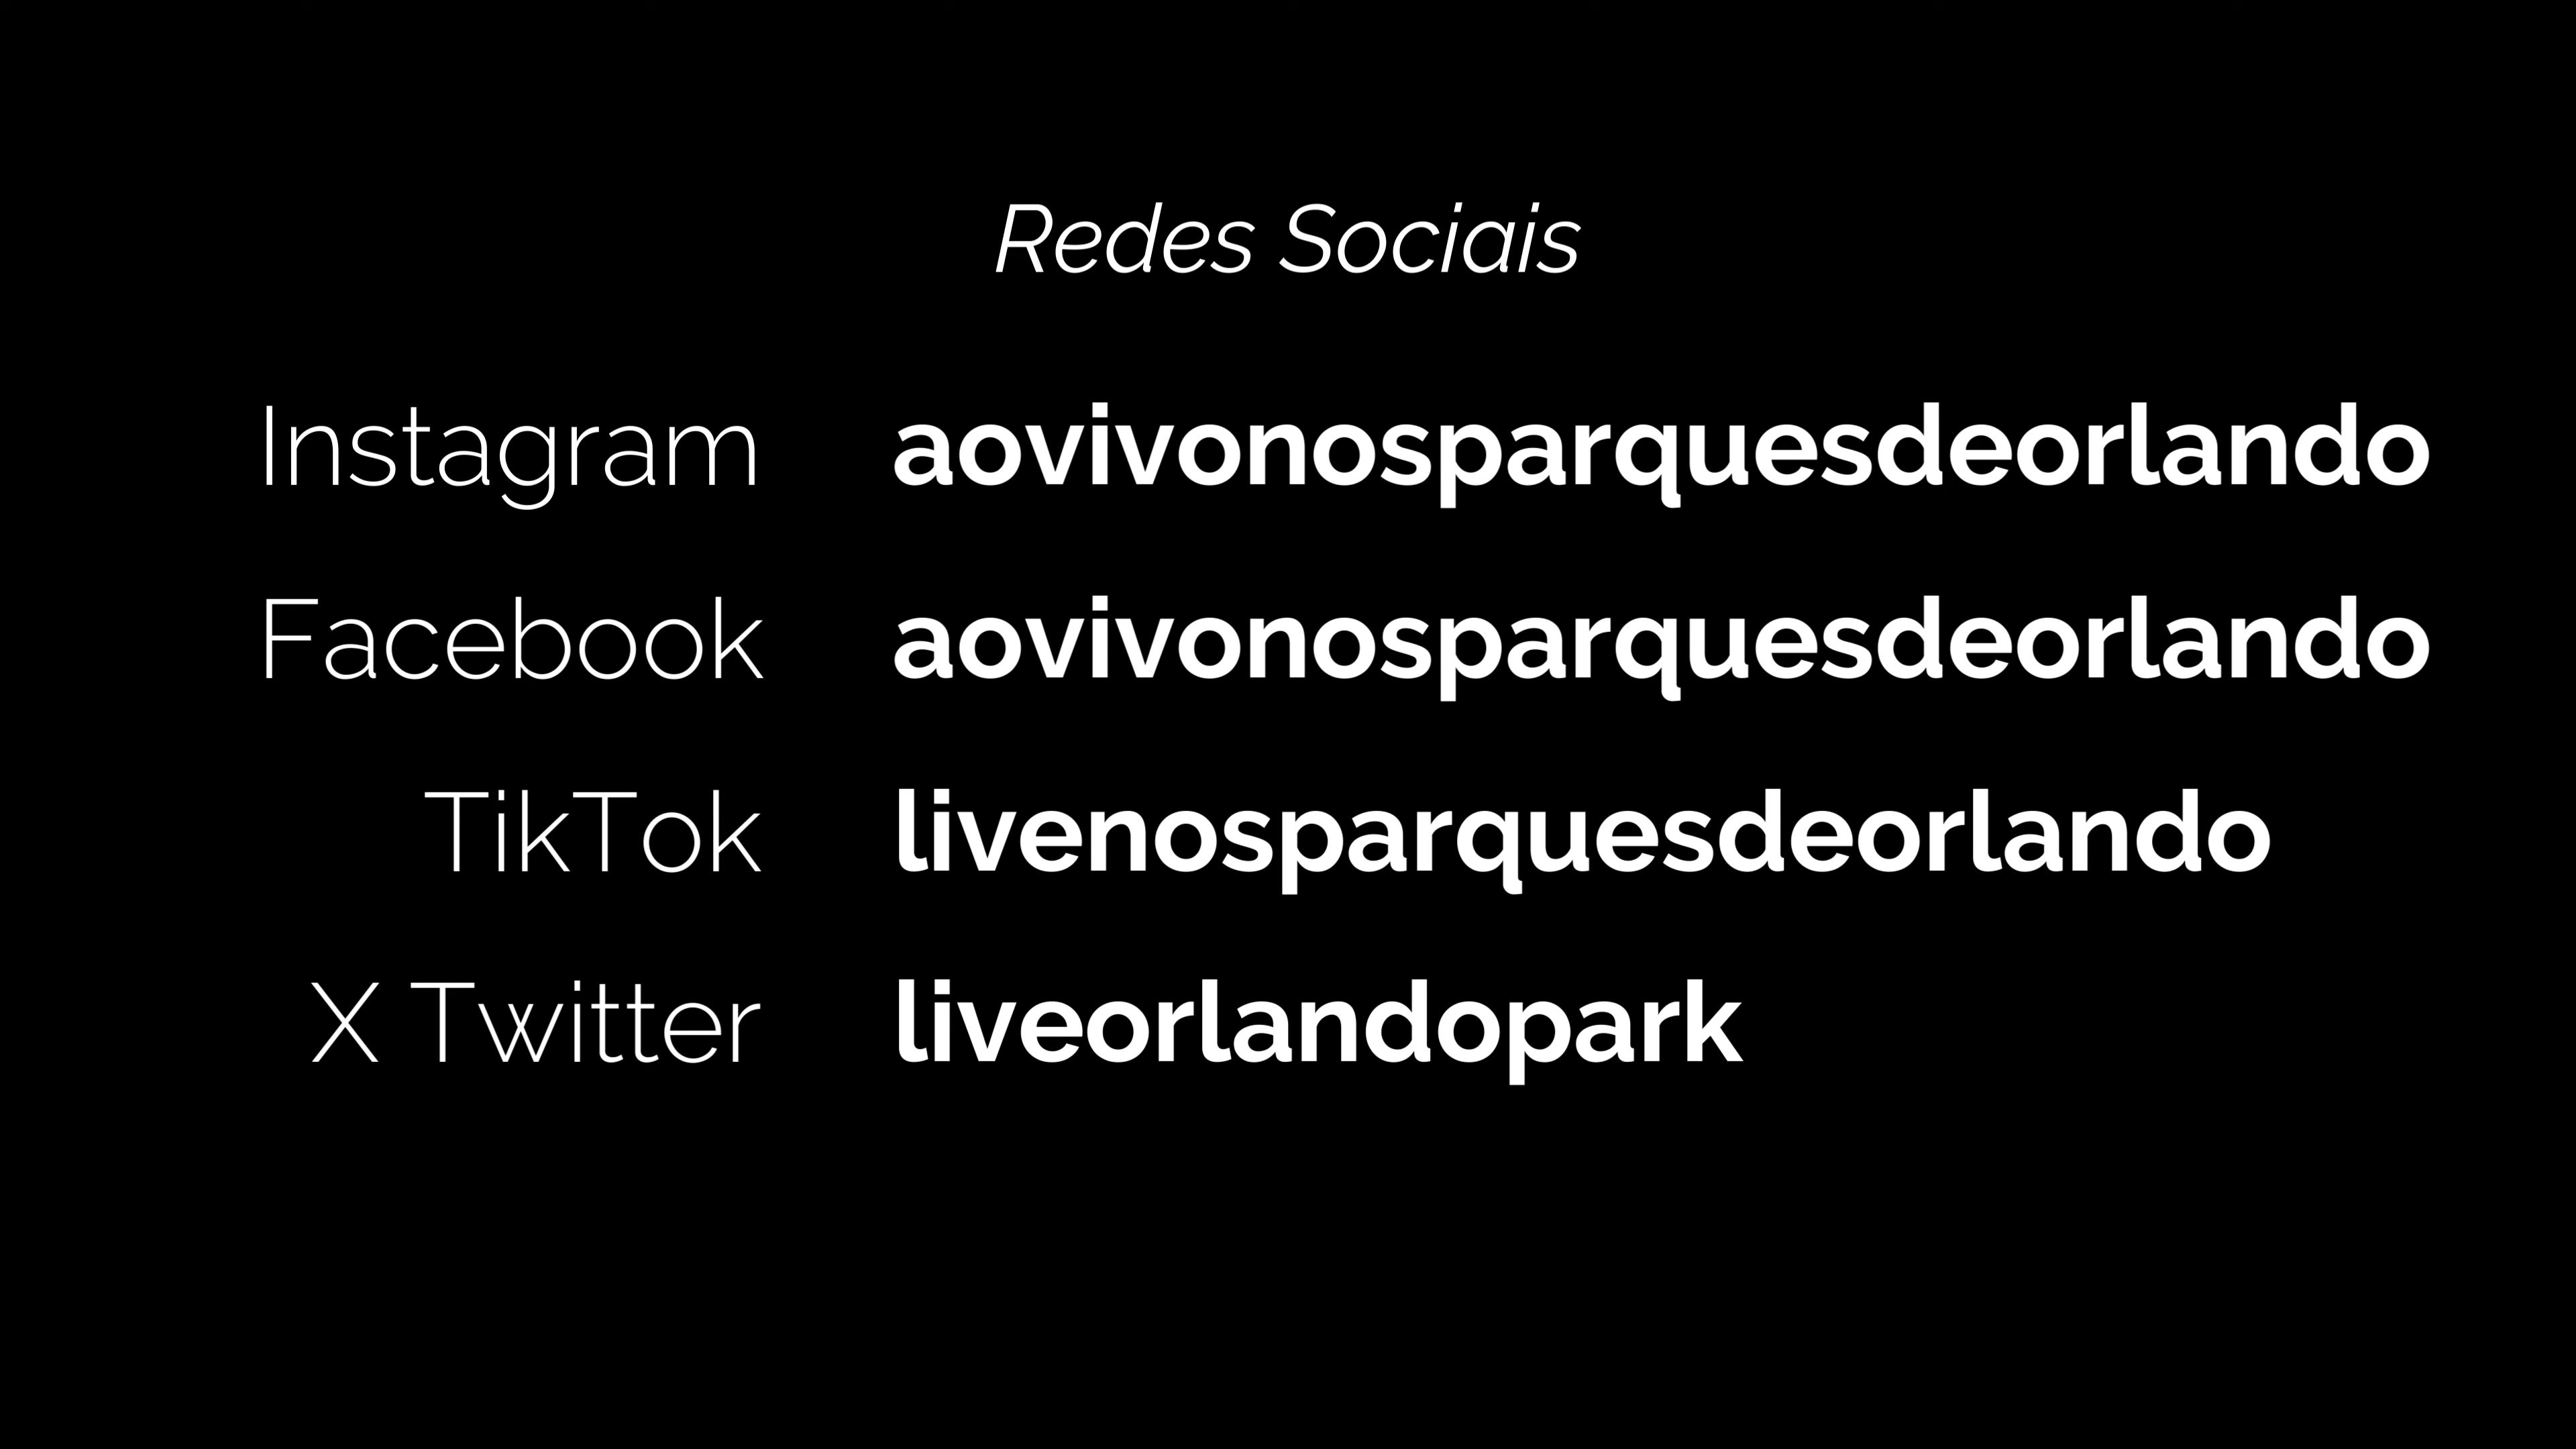 Redes Sociais
Instagram aovivonosparquesdeorlando
Facebook aovivonosparquesdeorlando
TikTok livenosparquesdeorlando
X Twitter liveorlandopark